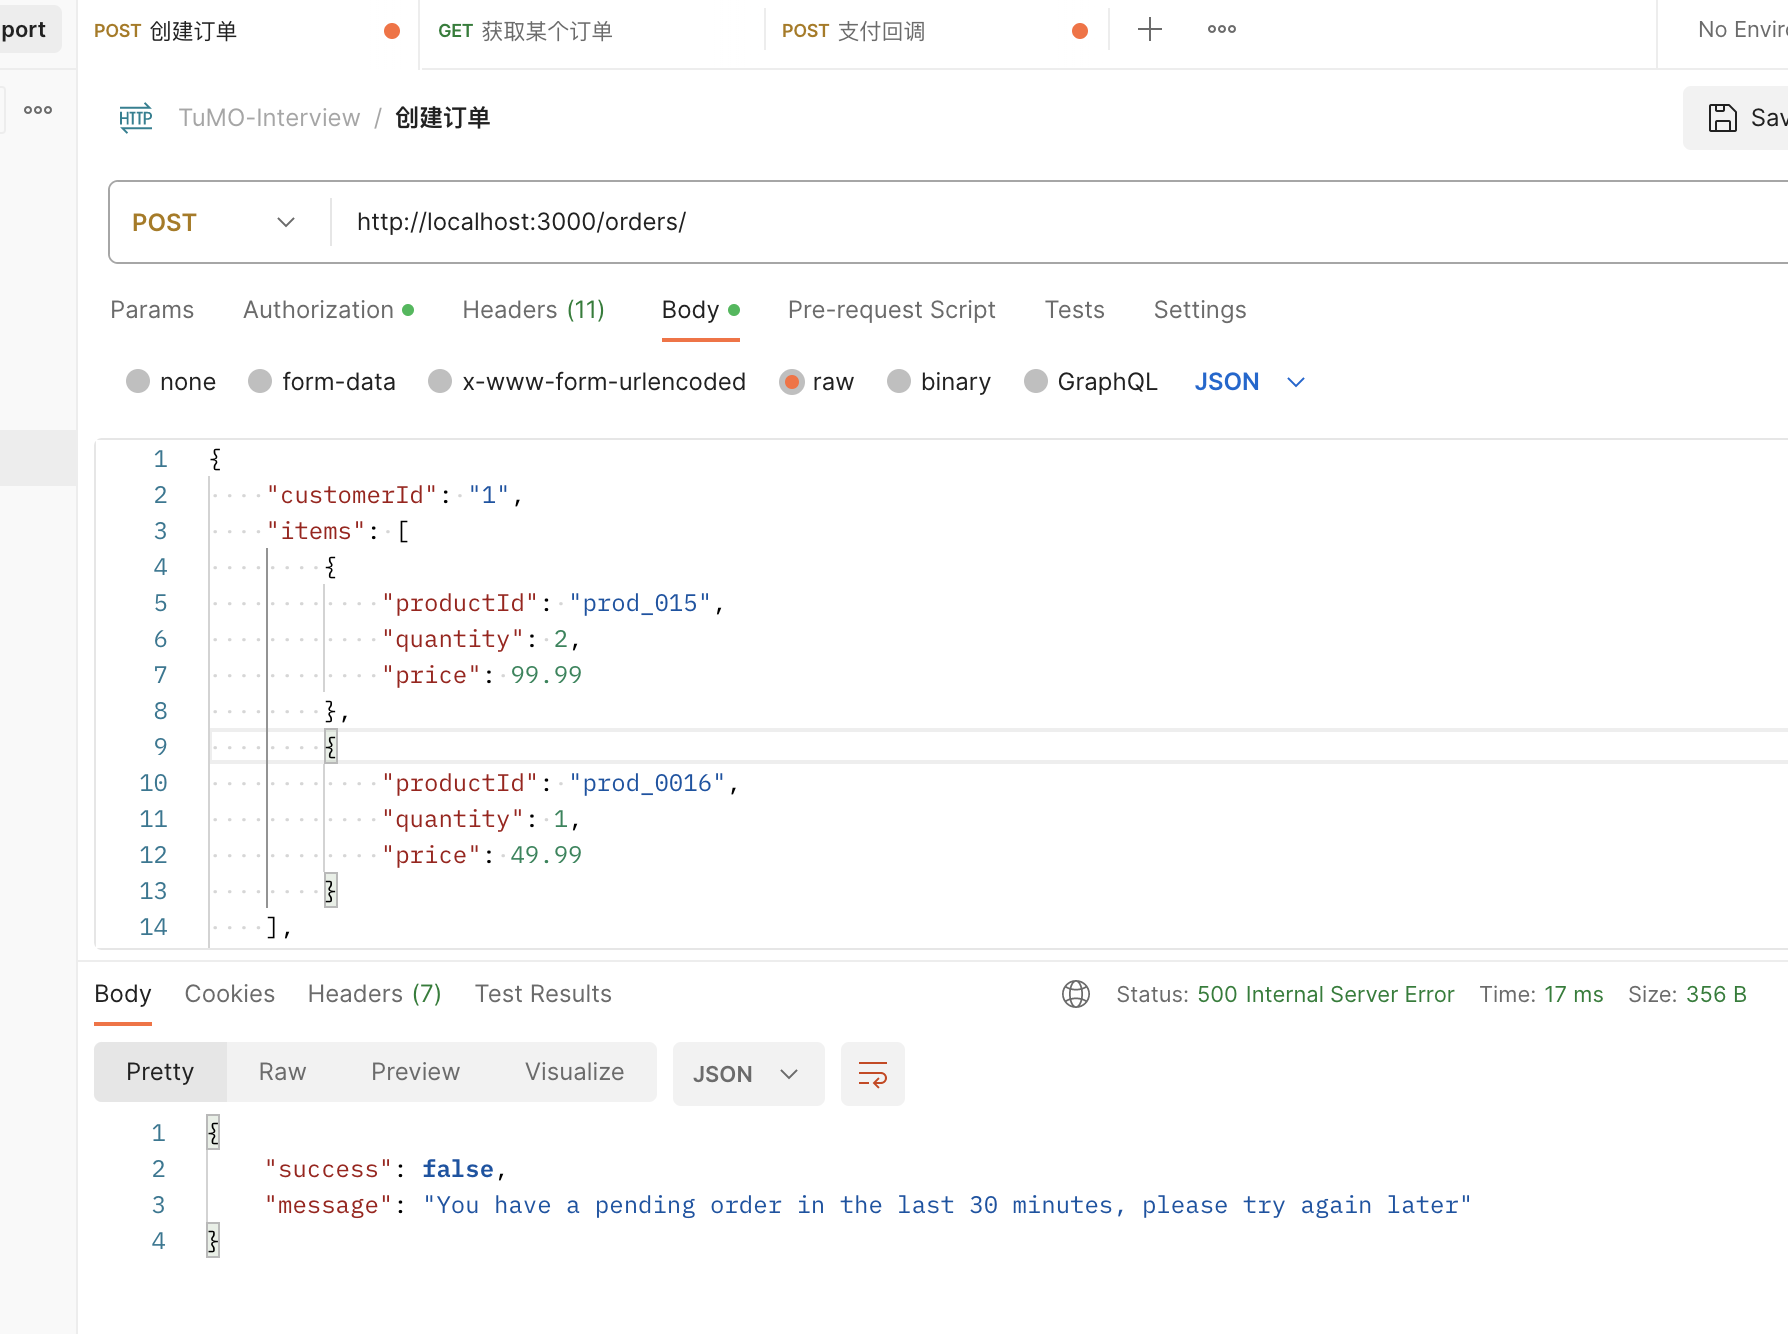 port
POST 创建订单
GET 获取某个订单
POST 支付回调
No Envir
TuMO-Interview / 创建订单
Sav
POST
http://localhost:3000/orders/
Params Authorization Headers (11) Body Pre-request Script Tests Settings
none form-data x-www-form-urlencoded raw binary GraphQL JSON
1 {
2 "customerId": "1",
3 "items": [
4 {
5 "productId": "prod_015",
6 "quantity": 2,
7 "price": 99.99
8 },
9 {
10 "productId": "prod_0016",
11 "quantity": 1,
12 "price": 49.99
13 }
14 ],
Body Cookies Headers (7) Test Results
Status: 500 Internal Server Error Time: 17 ms Size: 356 B
Pretty Raw Preview Visualize JSON
1 {
2 "success": false,
3 "message": "You have a pending order in the last 30 minutes, please try again later"
4 }